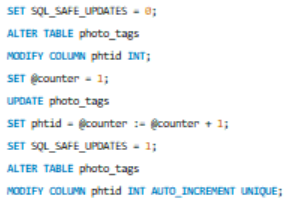 SET SQL_SAFE_UPDATES = 0;
ALTER TABLE photo_tags
MODIFY COLUMN phtid INT;
SET @counter = 1;
UPDATE photo_tags
SET phtid = @counter := @counter + 1;
SET SQL_SAFE_UPDATES = 1;
ALTER TABLE photo_tags
MODIFY COLUMN phtid INT AUTO_INCREMENT UNIQUE;